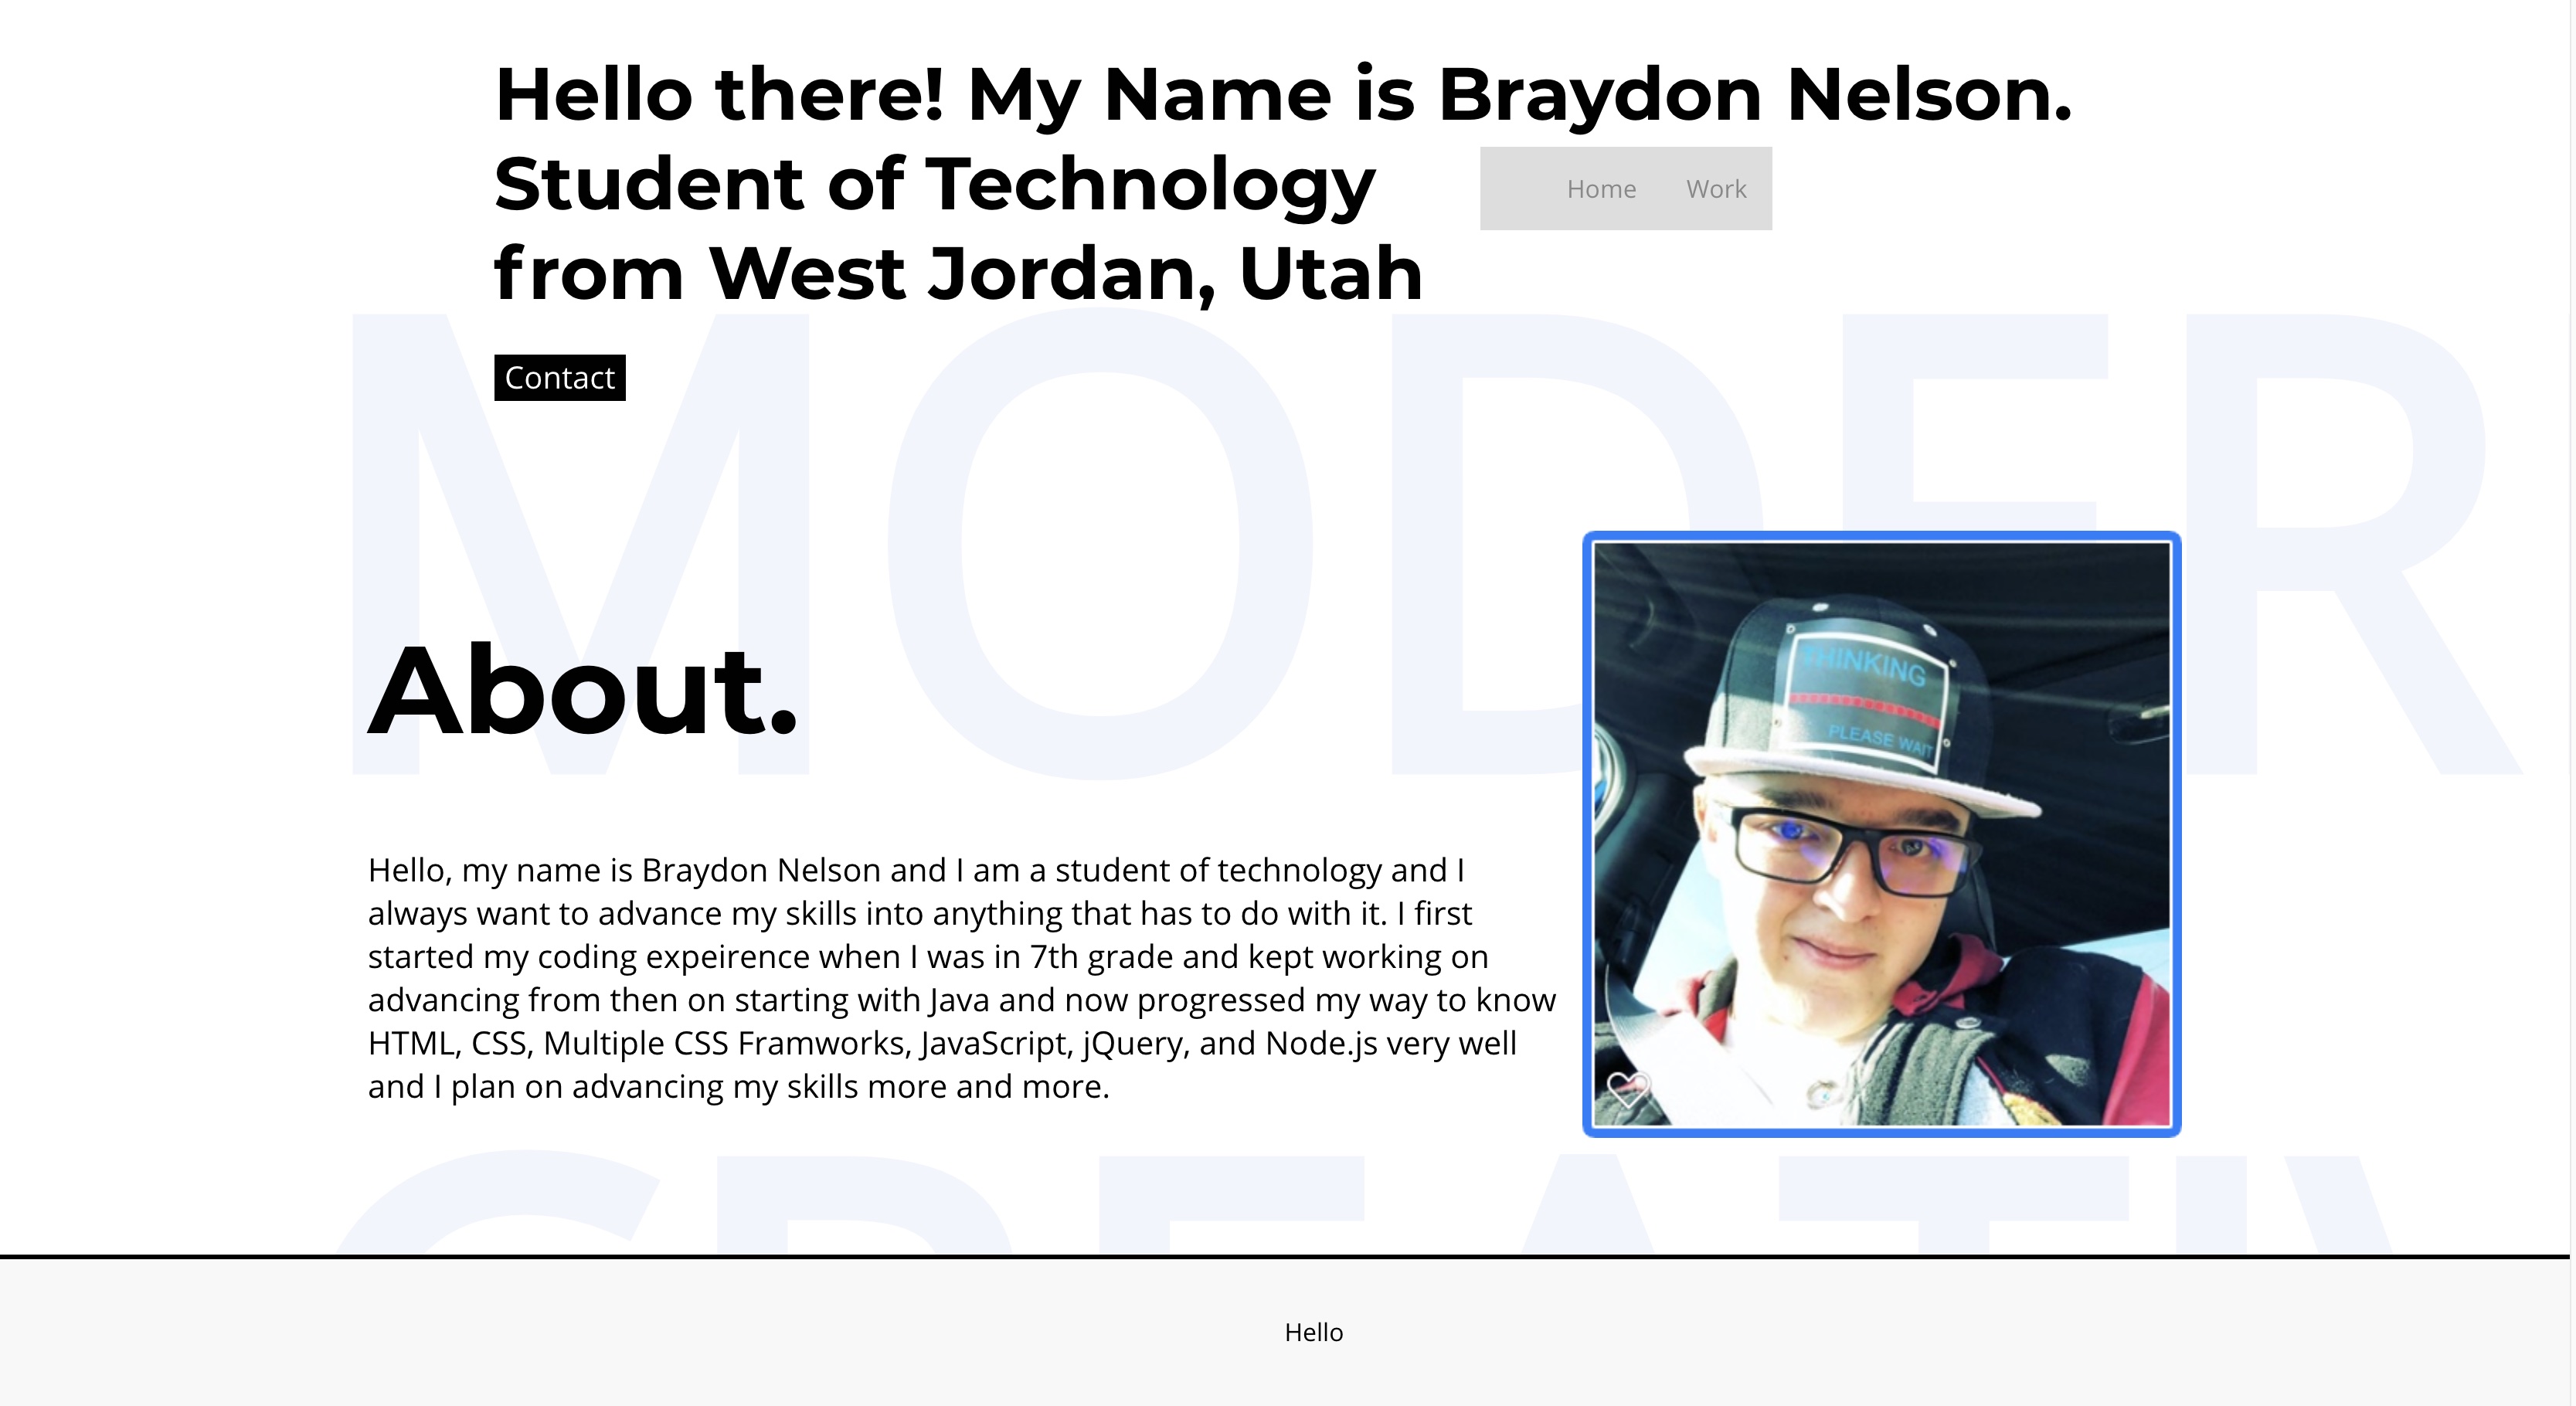 Hello there! My Name is Braydon Nelson.
Student of Technology
Home Work
from West Jordan, Utah
MODER
Contact
THINKING
PLEASE WAIT
About.
Hello, my name is Braydon Nelson and I am a student of technology and I
always want to advance my skills into anything that has to do with it. I first
started my coding expeirence when I was in 7th grade and kept working on
advancing from then on starting with Java and now progressed my way to know
HTML, CSS, Multiple CSS Framworks, JavaScript, jQuery, and Node.js very well
and I plan on advancing my skills more and more.
CREATIV
Hello